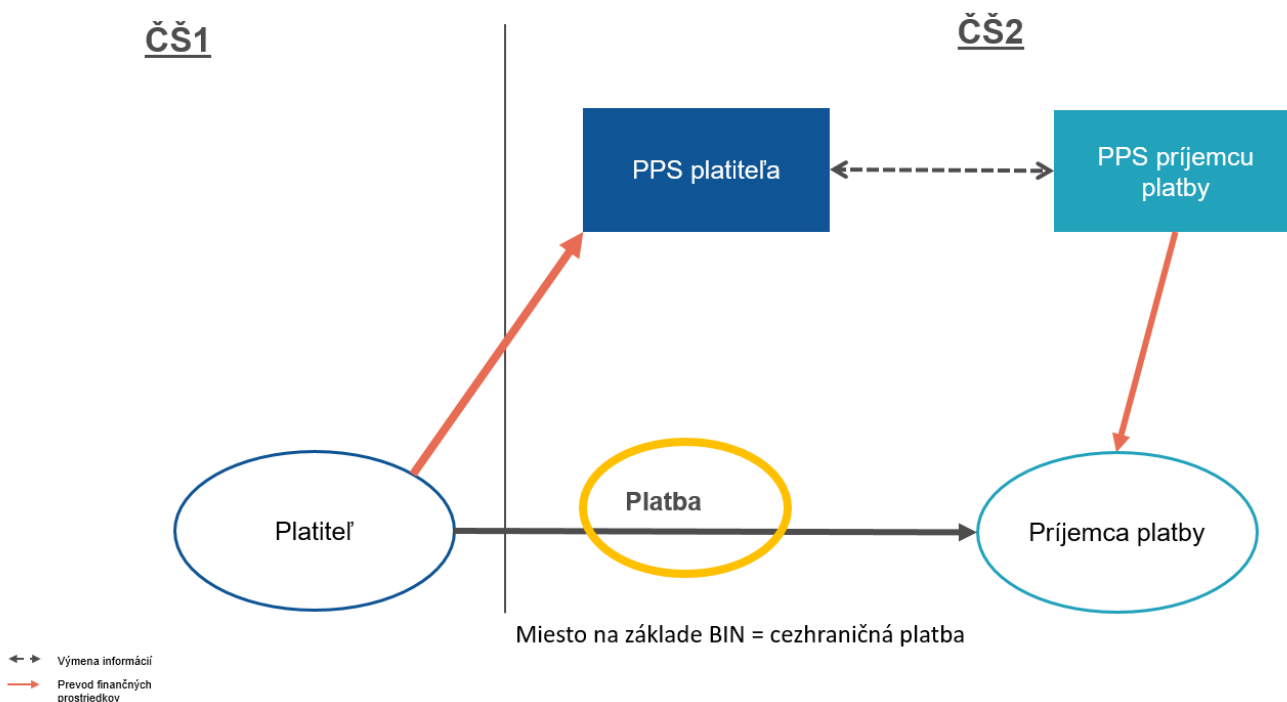 ČŠ1
ČŠ2
PPS platiteľa
PPS príjemcu
platby
Platba
Platiteľ
Príjemca platby
Miesto na základe BIN = cezhraničná platba
Výmena informácií
Prevod finančných
prostriedkov